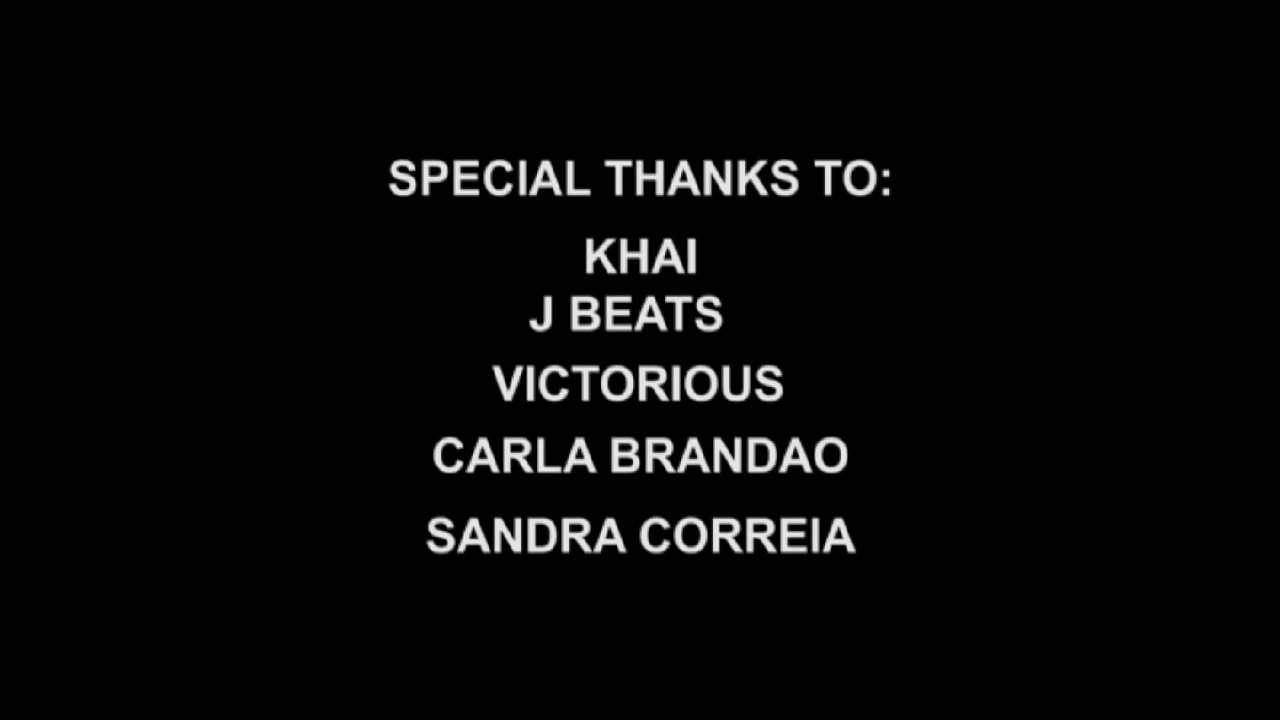 SPECIAL THANKS TO:
KHAI
J BEATS
VICTORIOUS
CARLA BRANDAO
SANDRA CORREIA